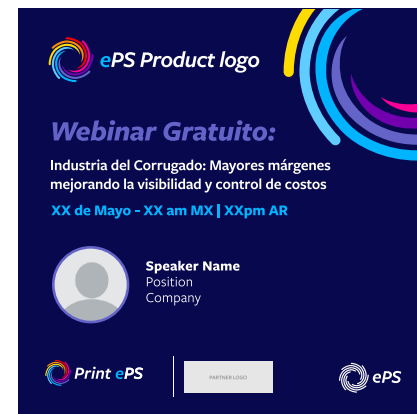 ePS Product logo
Webinar Gratuito:
Industria del Corrugado: Mayores márgenes
mejorando la visibilidad y control de costos
XX de Mayo - XX am MX | XXpm AR
Speaker Name
Position
Company
Print ePS
PARTNER LOGO
ePS